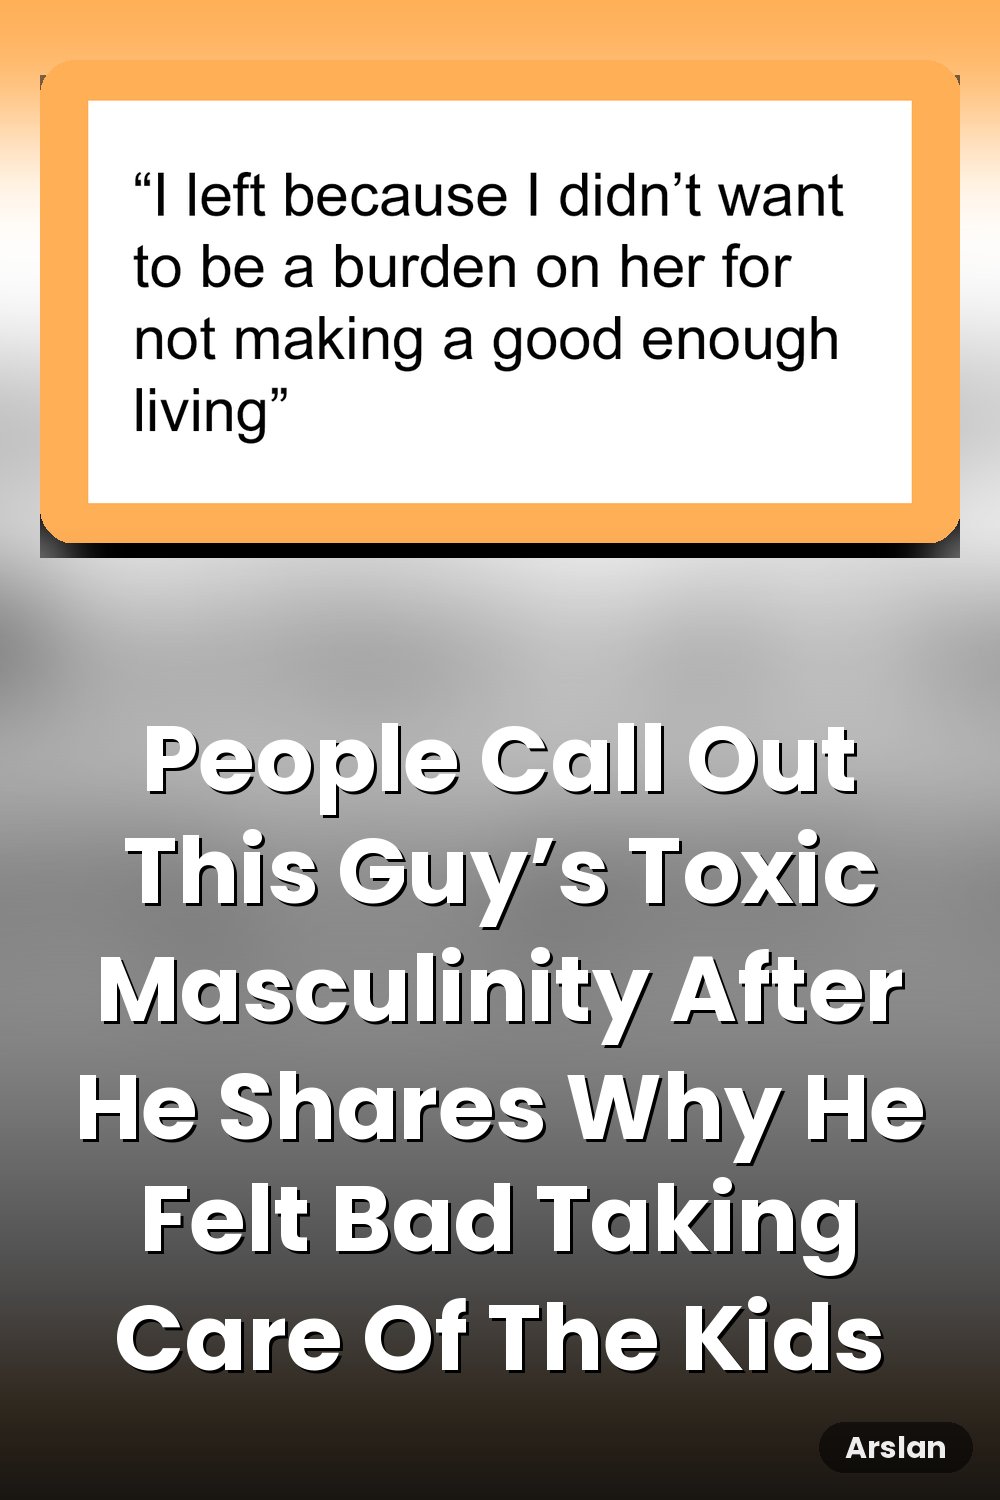 “I left because I didn’t want
to be a burden on her for
not making a good enough
living”
People Call Out
This Guy’s Toxic
Masculinity After
He Shares Why He
Felt Bad Taking
Care Of The Kids
Arslan